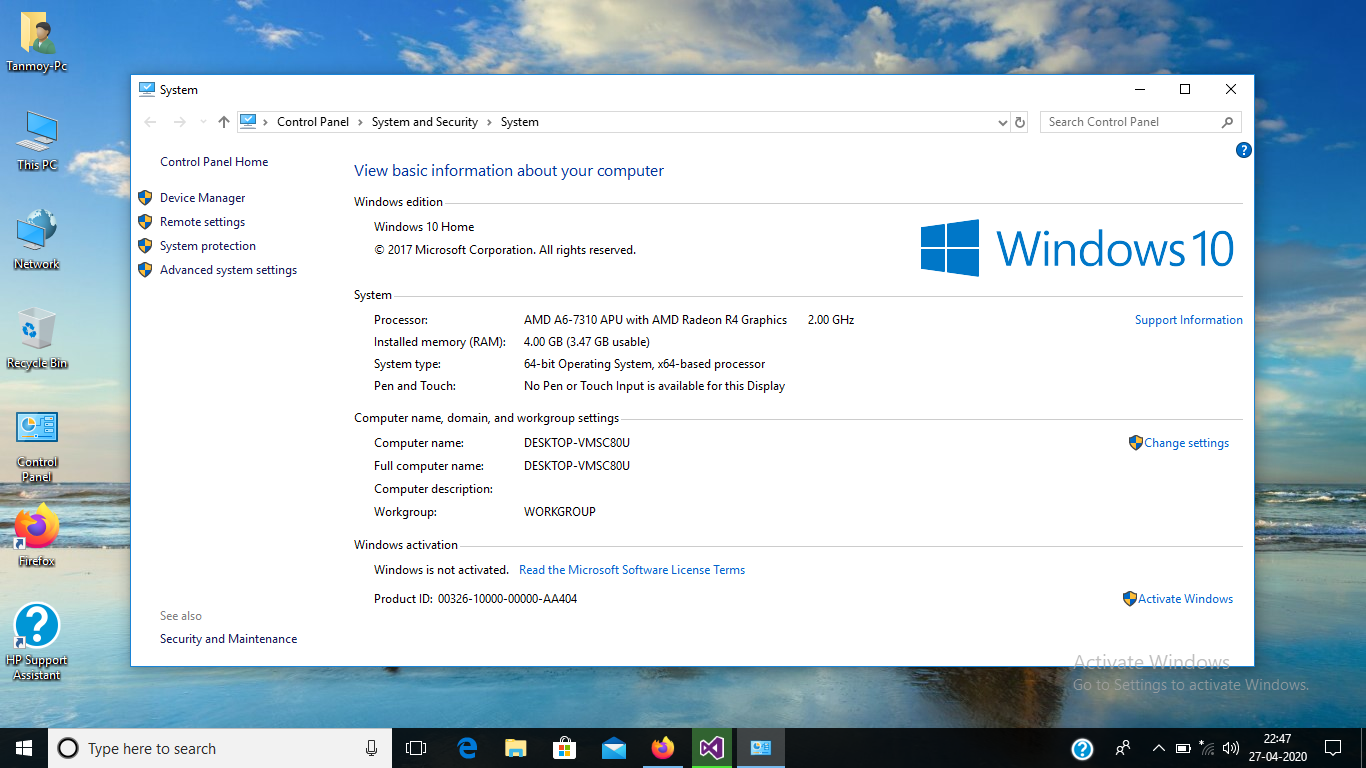 Tanmoy-Pc
This PC
Network
Recycle Bin
Control
Panel
Firefox
HP Support
Assistant
System
Control Panel › System and Security › System
Search Control Panel
Control Panel Home
Device Manager
Remote settings
System protection
Advanced system settings
See also
Security and Maintenance
View basic information about your computer
Windows edition
Windows 10 Home
© 2017 Microsoft Corporation. All rights reserved.
Windows 10
System
Processor: AMD A6-7310 APU with AMD Radeon R4 Graphics 2.00 GHz
Support Information
Installed memory (RAM): 4.00 GB (3.47 GB usable)
System type: 64-bit Operating System, x64-based processor
Pen and Touch: No Pen or Touch Input is available for this Display
Computer name, domain, and workgroup settings
Computer name: DESKTOP-VMSC80U
Change settings
Full computer name: DESKTOP-VMSC80U
Computer description:
Workgroup: WORKGROUP
Windows activation
Windows is not activated. Read the Microsoft Software License Terms
Product ID: 00326-10000-00000-AA404
Activate Windows
Activate Windows
Go to Settings to activate Windows.
Type here to search
22:47
27-04-2020